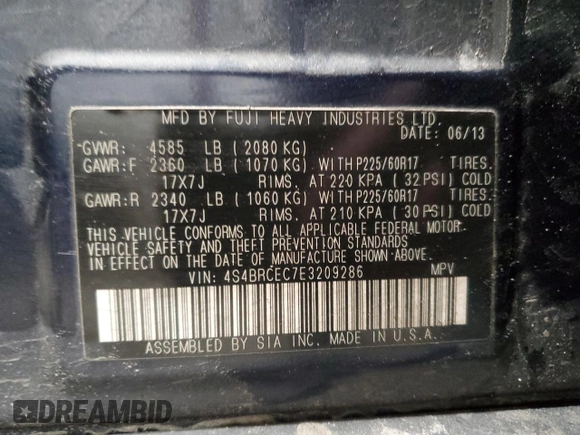 MFD BY FUJI HEAVY INDUSTRIES LTD.
DATE: 06/13
GVWR: 4585 LB (2080 KG)
GAWR:F 2360 LB (1070 KG) WITH P225/60R17 TIRES.
17X7J RIMS. AT 220 KPA (32 PSI) COLD
GAWR:R 2340 LB (1060 KG) WITH P225/60R17 TIRES.
17X7J RIMS. AT 210 KPA (30 PSI) COLD
THIS VEHICLE CONFORMS TO ALL APPLICABLE FEDERAL MOTOR
VEHICLE SAFETY AND THEFT PREVENTION STANDARDS
IN EFFECT ON THE DATE OF MANUFACTURE SHOWN ABOVE.
VIN: 4S4BRCEC7E3209286 MPV
ASSEMBLED BY SIA INC. MADE IN U.S.A.
DREAMBID